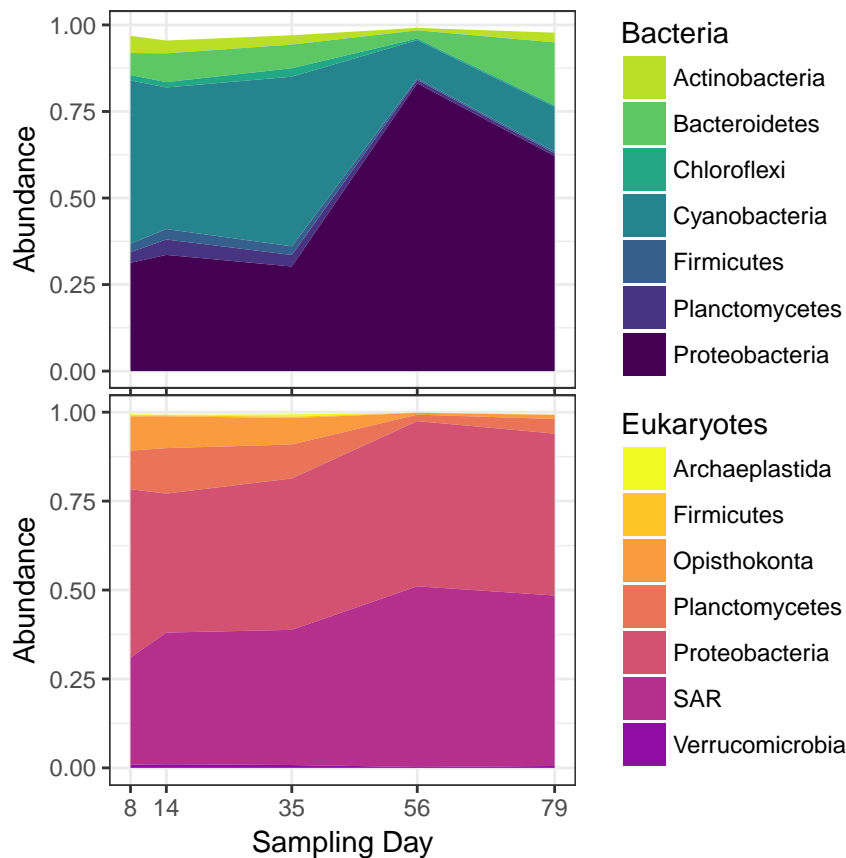 Abundance
1.00
0.75
0.50
0.25
0.00
Bacteria
Actinobacteria
Bacteroidetes
Chloroflexi
Cyanobacteria
Firmicutes
Planctomycetes
Proteobacteria
Abundance
1.00
0.75
0.50
0.25
0.00
Eukaryotes
Archaeplastida
Firmicutes
Opisthokonta
Planctomycetes
Proteobacteria
SAR
Verrucomicrobia
8 14 35 56 79
Sampling Day